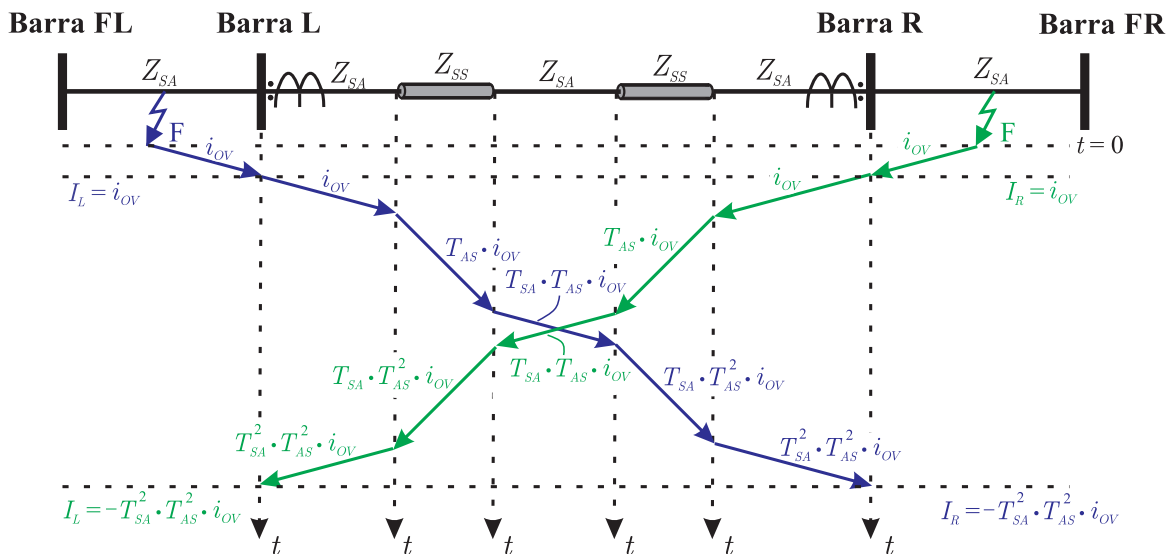 Barra FL Barra L Barra R Barra FR
Z_SA Z_SA Z_SS Z_SA Z_SS Z_SA Z_SA
F F
t = 0
i_OV i_OV
I_L = i_OV i_OV i_OV I_R = i_OV
T_AS · i_OV T_AS · i_OV
T_SA · T_AS · i_OV
T_SA · T_AS · i_OV
T_SA · T_AS^2 · i_OV T_SA · T_AS^2 · i_OV
T_SA^2 · T_AS^2 · i_OV T_SA^2 · T_AS^2 · i_OV
I_L = −T_SA^2 · T_AS^2 · i_OV I_R = −T_SA^2 · T_AS^2 · i_OV
t t t t t t